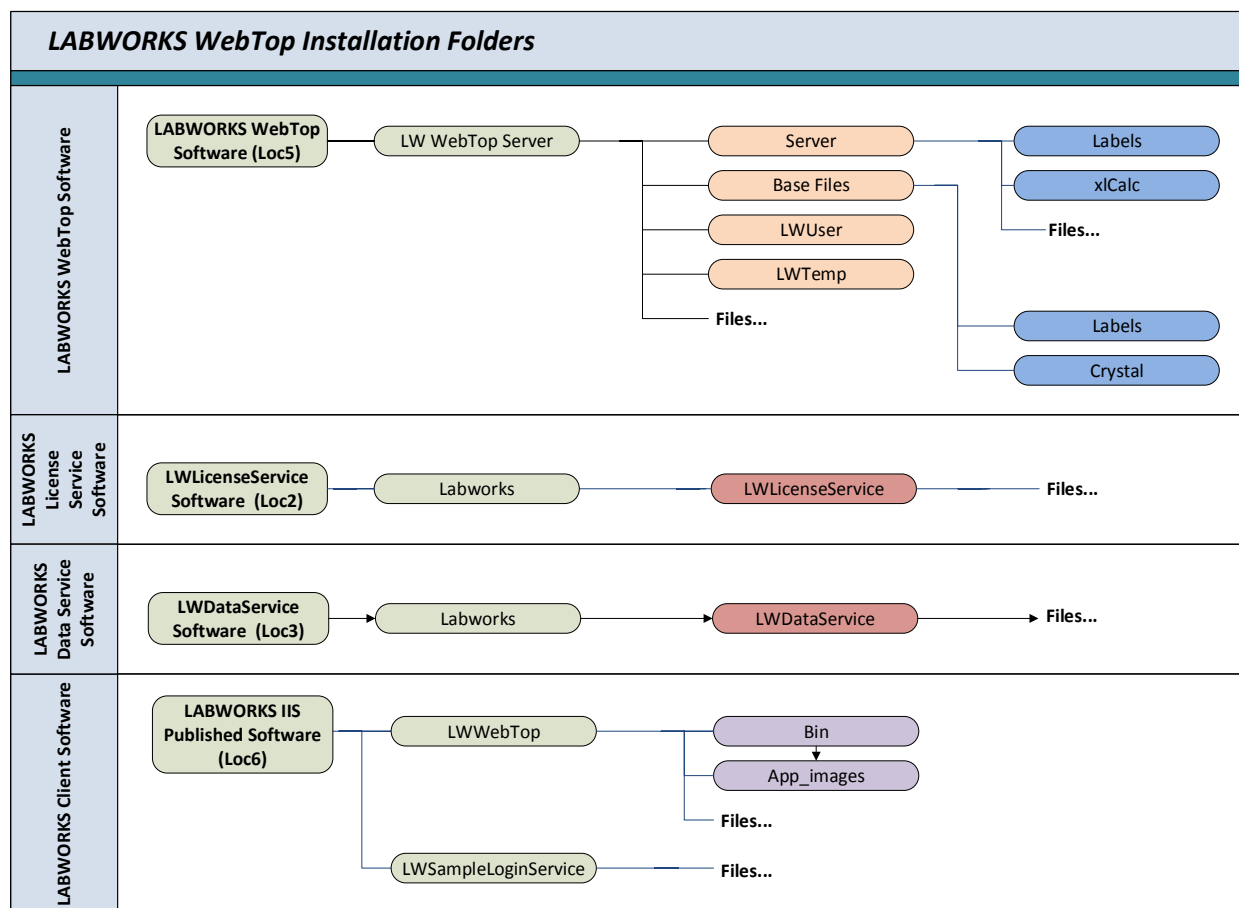 LABWORKS WebTop Installation Folders
LABWORKS WebTop Software
LABWORKS WebTop
Software (Loc5)
LW WebTop Server
Server
Base Files
LWUser
LWTemp
Files...
Labels
xlCalc
Files...
Labels
Crystal
LABWORKS
License
Service
Software
LWLicenseService
Software (Loc2)
Labworks
LWLicenseService
Files...
LABWORKS
Data Service
Software
LWDataService
Software (Loc3)
Labworks
LWDataService
Files...
LABWORKS Client Software
LABWORKS IIS
Published Software
(Loc6)
LWWebTop
Bin
App_images
Files...
LWSampleLoginService
Files...